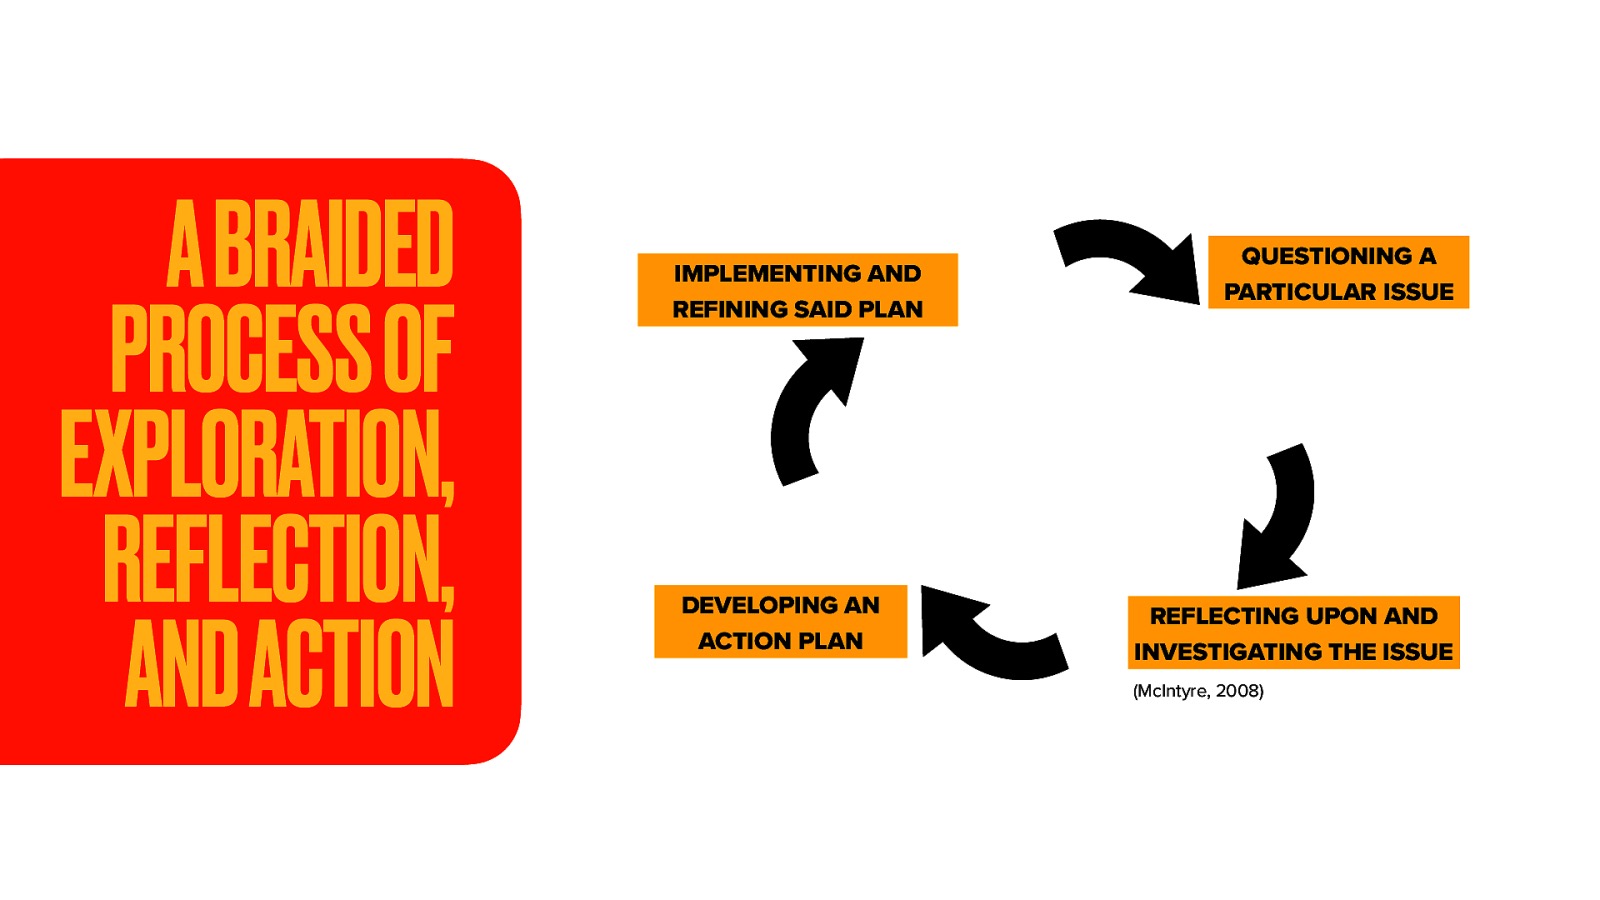 A BRAIDED
PROCESS OF
EXPLORATION,
REFLECTION,
AND ACTION
IMPLEMENTING AND
REFINING SAID PLAN
QUESTIONING A
PARTICULAR ISSUE
DEVELOPING AN
ACTION PLAN
REFLECTING UPON AND
INVESTIGATING THE ISSUE
(McIntyre, 2008)